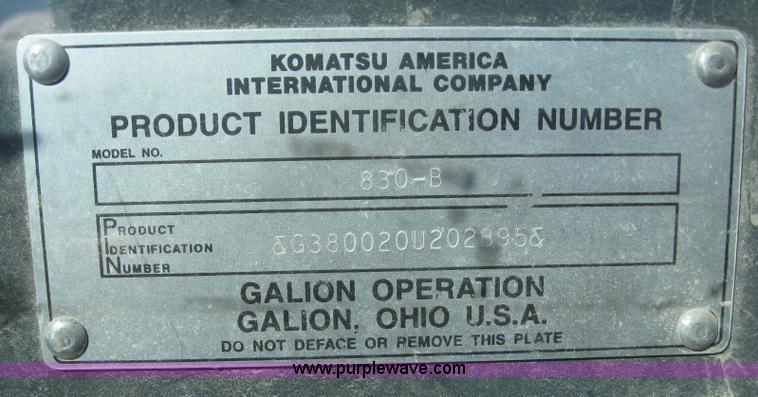 KOMATSU AMERICA
INTERNATIONAL COMPANY
PRODUCT IDENTIFICATION NUMBER
MODEL NO.
830-B
PRODUCT
IDENTIFICATION
NUMBER
&G380020U202895&
GALION OPERATION
GALION, OHIO U.S.A.
DO NOT DEFACE OR REMOVE THIS PLATE
www.purplewave.com